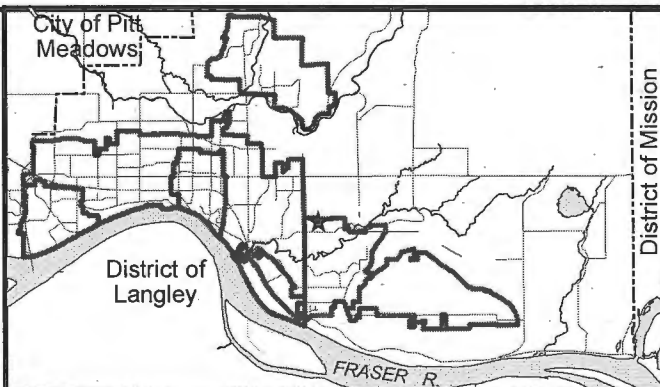 City of Pitt
Meadows
District of Mission
District of
Langley
FRASER R.